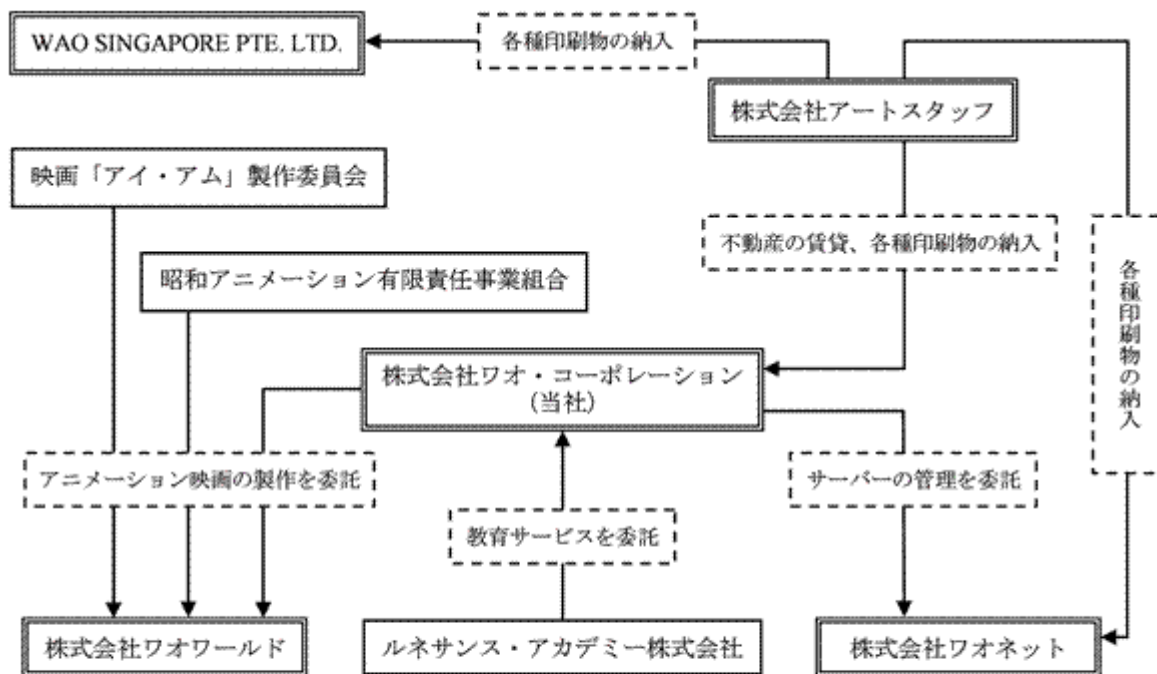 WAO SINGAPORE PTE. LTD.
各種印刷物の納入
株式会社アートスタッフ
映画「アイ・アム」製作委員会
不動産の賃貸、各種印刷物の納入
各種印刷物の納入
昭和アニメーション有限責任事業組合
株式会社ワオ・コーポレーション
（当社）
アニメーション映画の製作を委託
サーバーの管理を委託
教育サービスを委託
株式会社ワオワールド
ルネサンス・アカデミー株式会社
株式会社ワオネット